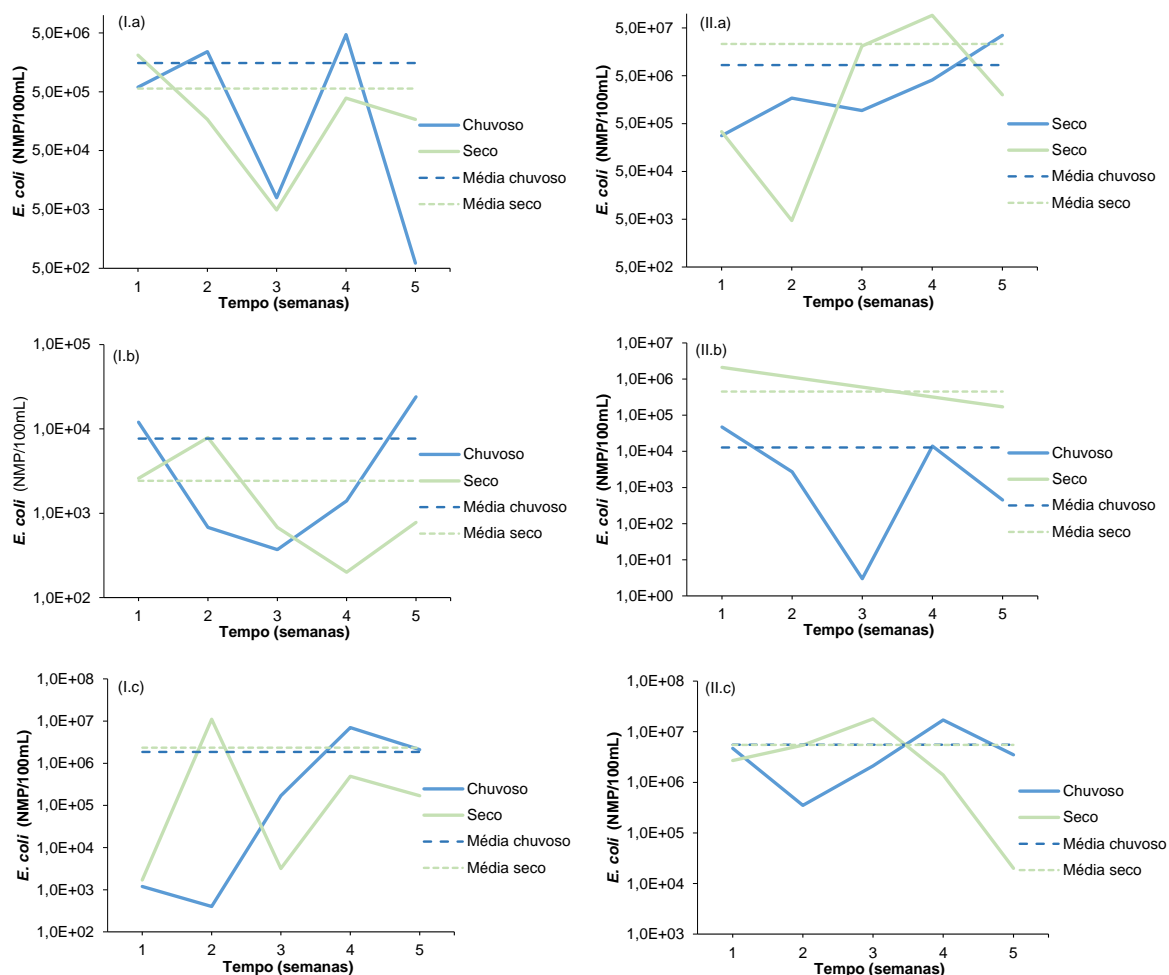 (I.a)
5,0E+06
5,0E+05
5,0E+04
5,0E+03
5,0E+02
E. coli (NMP/100mL)
1 2 3 4 5
Tempo (semanas)
Chuvoso
Seco
Média chuvoso
Média seco
(II.a)
5,0E+07
5,0E+06
5,0E+05
5,0E+04
5,0E+03
5,0E+02
E. coli (NMP/100mL)
1 2 3 4 5
Tempo (semanas)
Seco
Seco
Média chuvoso
Média seco
(I.b)
1,0E+05
1,0E+04
1,0E+03
1,0E+02
E. coli (NMP/100mL)
1 2 3 4 5
Tempo (semanas)
Chuvoso
Seco
Média chuvoso
Média seco
(II.b)
1,0E+07
1,0E+06
1,0E+05
1,0E+04
1,0E+03
1,0E+02
1,0E+01
1,0E+00
E. coli (NMP/100mL)
1 2 3 4 5
Tempo (semanas)
Chuvoso
Seco
Média chuvoso
Média seco
(I.c)
1,0E+08
1,0E+07
1,0E+06
1,0E+05
1,0E+04
1,0E+03
1,0E+02
E. coli (NMP/100mL)
1 2 3 4 5
Tempo (semanas)
Chuvoso
Seco
Média chuvoso
Média seco
(II.c)
1,0E+08
1,0E+07
1,0E+06
1,0E+05
1,0E+04
1,0E+03
E. coli (NMP/100mL)
1 2 3 4 5
Tempo (semanas)
Chuvoso
Seco
Média chuvoso
Média seco